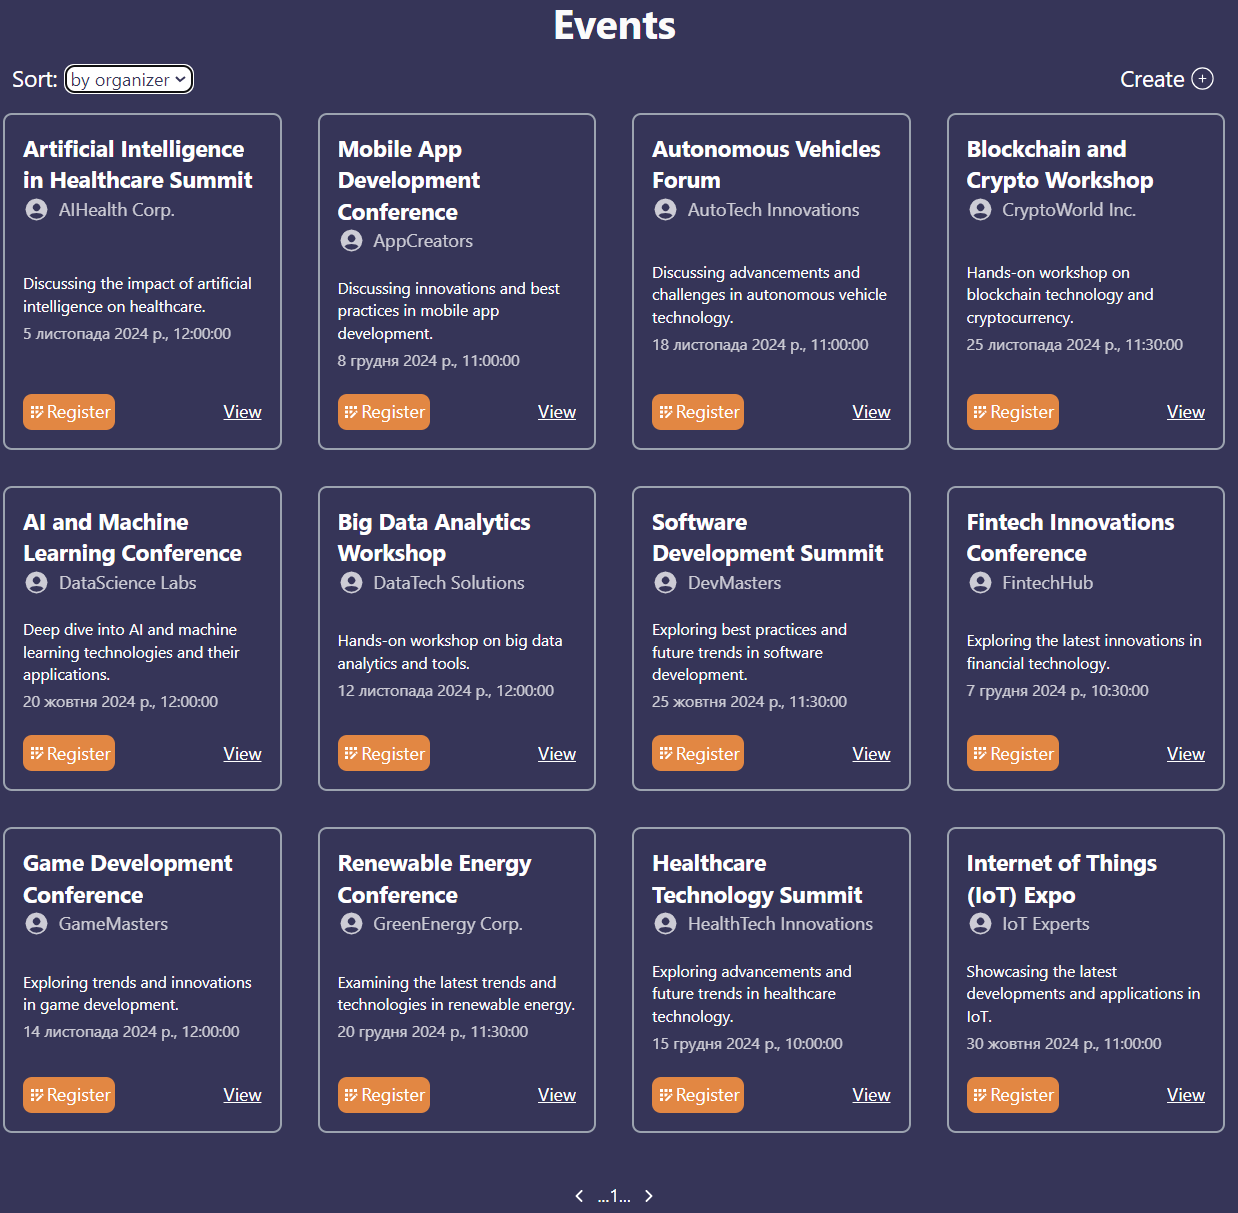 Events
Sort: by organizer
Create
Artificial Intelligence
in Healthcare Summit
AIHealth Corp.
Discussing the impact of artificial
intelligence on healthcare.
5 листопада 2024 р., 12:00:00
Register
View
Mobile App
Development
Conference
AppCreators
Discussing innovations and best
practices in mobile app
development.
8 грудня 2024 р., 11:00:00
Register
View
Autonomous Vehicles
Forum
AutoTech Innovations
Discussing advancements and
challenges in autonomous vehicle
technology.
18 листопада 2024 р., 11:00:00
Register
View
Blockchain and
Crypto Workshop
CryptoWorld Inc.
Hands-on workshop on
blockchain technology and
cryptocurrency.
25 листопада 2024 р., 11:30:00
Register
View
AI and Machine
Learning Conference
DataScience Labs
Deep dive into AI and machine
learning technologies and their
applications.
20 жовтня 2024 р., 12:00:00
Register
View
Big Data Analytics
Workshop
DataTech Solutions
Hands-on workshop on big data
analytics and tools.
12 листопада 2024 р., 12:00:00
Register
View
Software
Development Summit
DevMasters
Exploring best practices and
future trends in software
development.
25 жовтня 2024 р., 11:30:00
Register
View
Fintech Innovations
Conference
FintechHub
Exploring the latest innovations in
financial technology.
7 грудня 2024 р., 10:30:00
Register
View
Game Development
Conference
GameMasters
Exploring trends and innovations
in game development.
14 листопада 2024 р., 12:00:00
Register
View
Renewable Energy
Conference
GreenEnergy Corp.
Examining the latest trends and
technologies in renewable energy.
20 грудня 2024 р., 11:30:00
Register
View
Healthcare
Technology Summit
HealthTech Innovations
Exploring advancements and
future trends in healthcare
technology.
15 грудня 2024 р., 10:00:00
Register
View
Internet of Things
(IoT) Expo
IoT Experts
Showcasing the latest
developments and applications in
IoT.
30 жовтня 2024 р., 11:00:00
Register
View
...1...